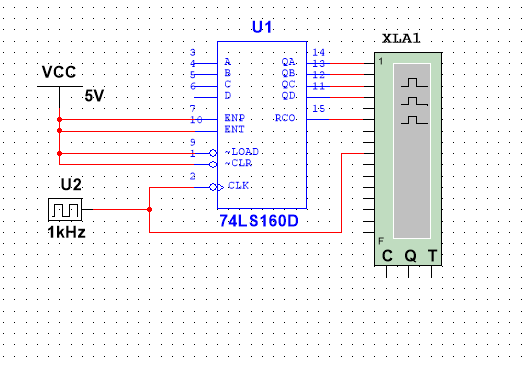 U1
XLA1
VCC
5V
3 A QA 14
4 B QB 13
5 C QC 12
6 D QD 11
7 ENP RCO 15
10 ENT
9 ~LOAD
1 ~CLR
2 CLK
U2
1kHz
74LS160D
1
F
C Q T